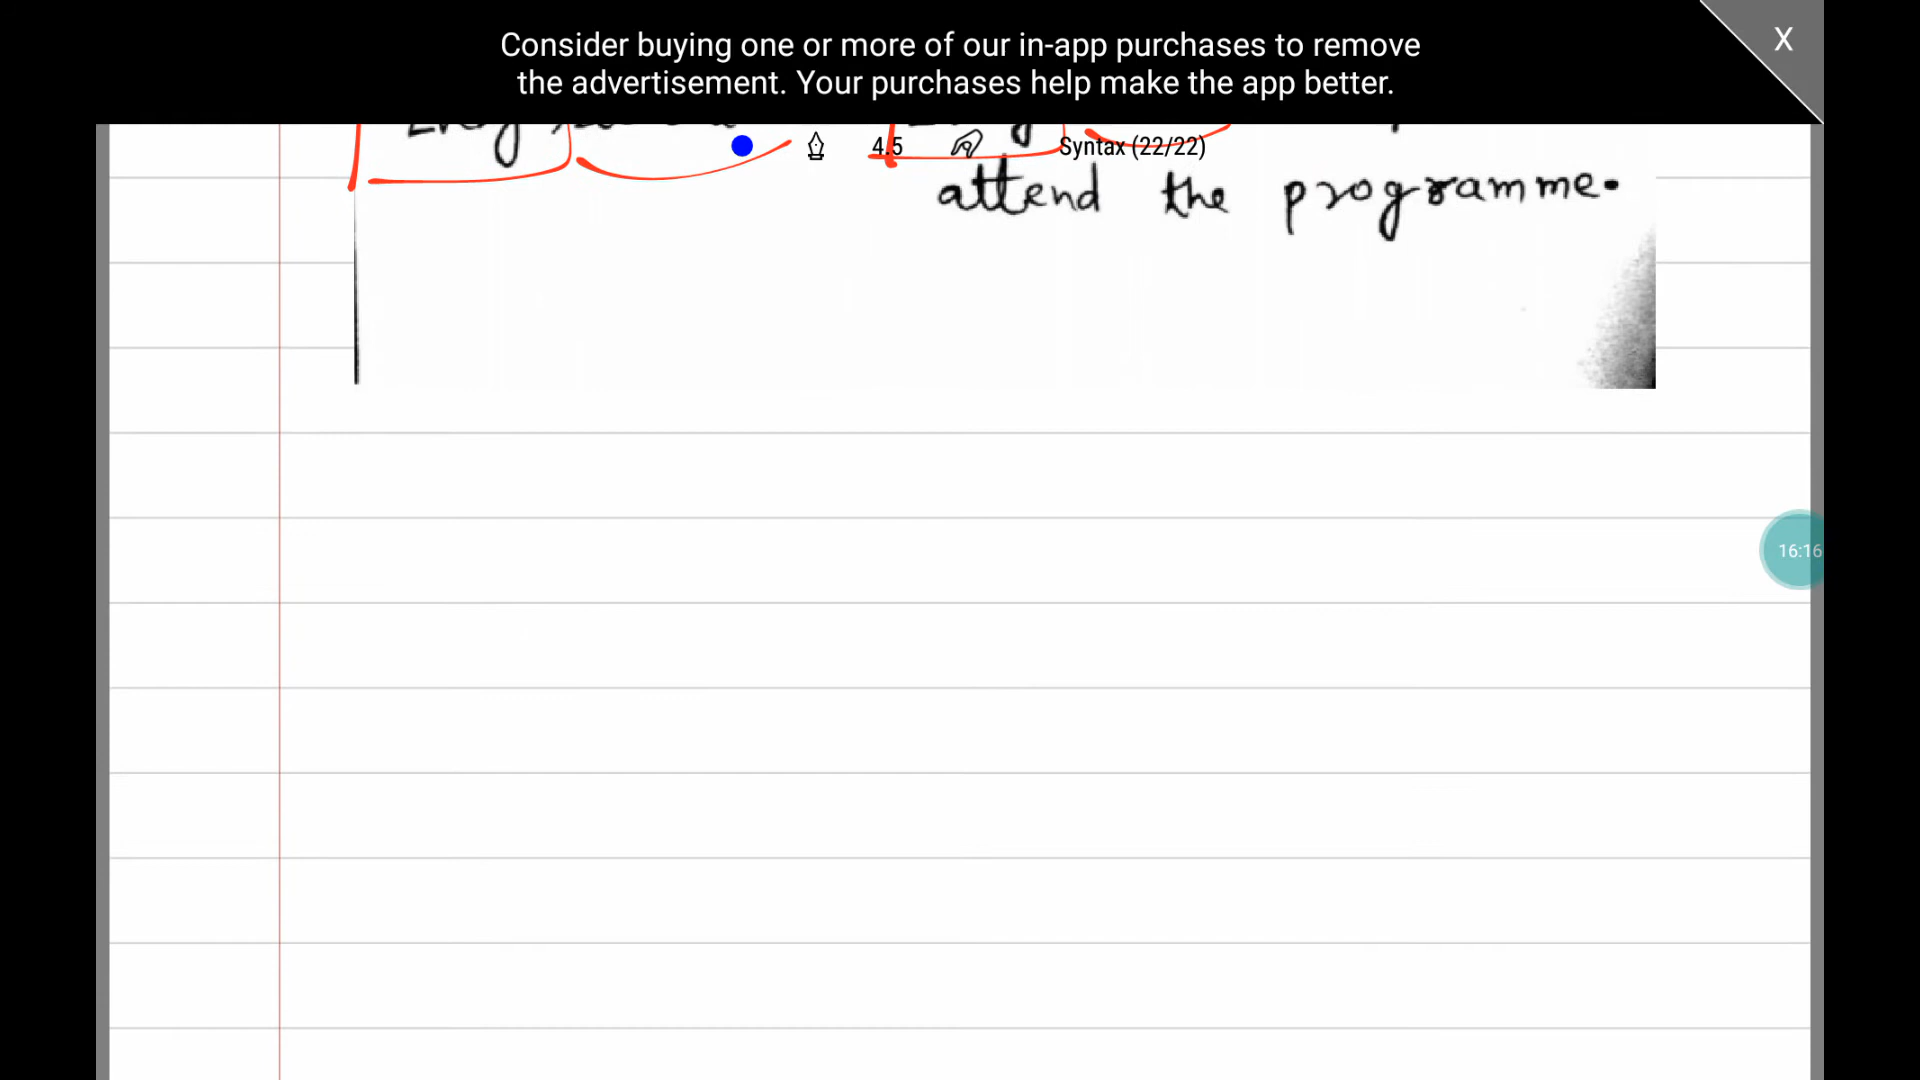 Consider buying one or more of our in-app purchases to remove
the advertisement. Your purchases help make the app better.
X
4.5 Syntax (22/22)
attend the programme.
16:16